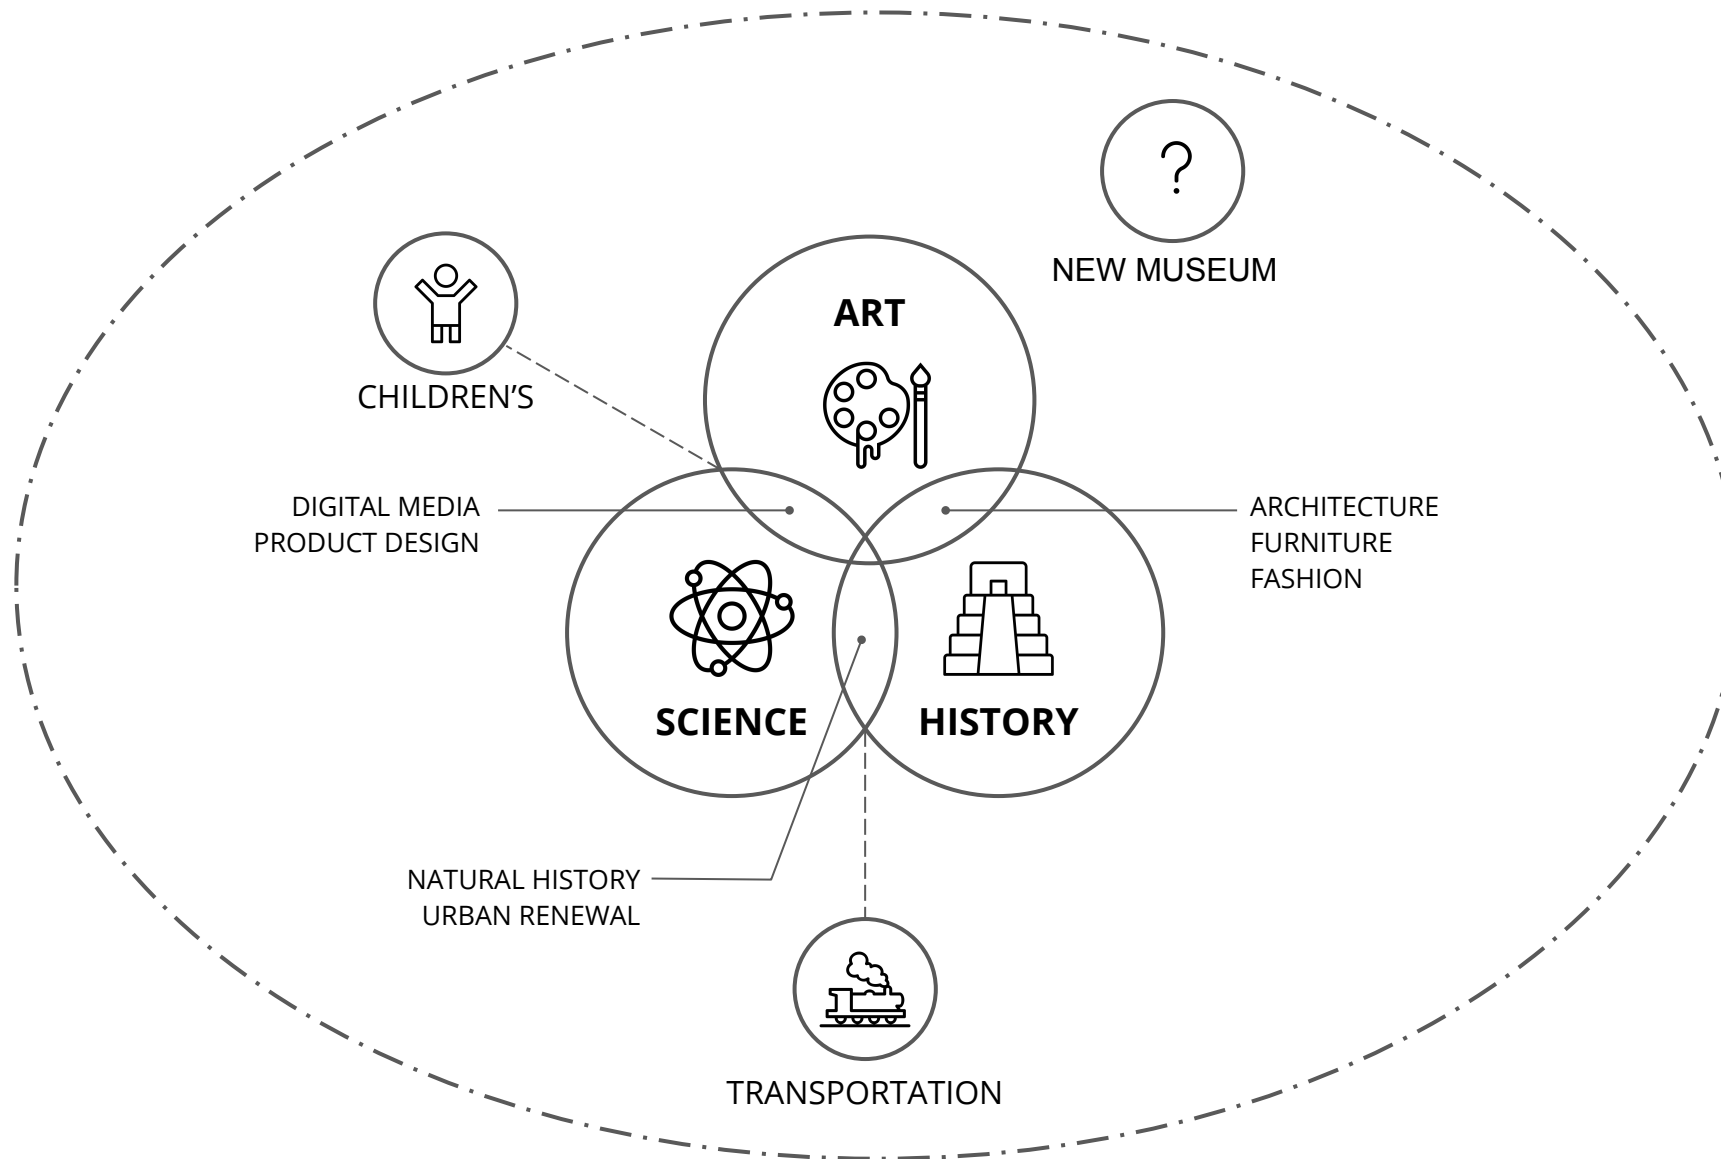 ?
NEW MUSEUM
ART
CHILDREN’S
DIGITAL MEDIA
PRODUCT DESIGN
ARCHITECTURE
FURNITURE
FASHION
SCIENCE
HISTORY
NATURAL HISTORY
URBAN RENEWAL
TRANSPORTATION